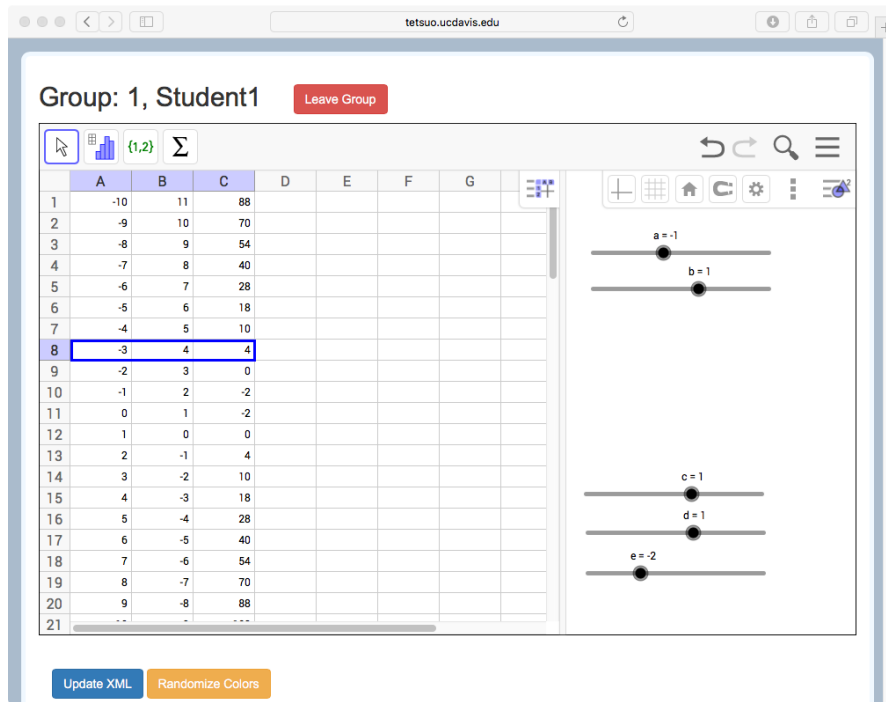 tetsuo.ucdavis.edu
Group: 1, Student1 Leave Group
{1,2} Σ
A B C D E F G
1 -10 11 88
2 -9 10 70
3 -8 9 54
4 -7 8 40
5 -6 7 28
6 -5 6 18
7 -4 5 10
8 -3 4 4
9 -2 3 0
10 -1 2 -2
11 0 1 -2
12 1 0 0
13 2 -1 4
14 3 -2 10
15 4 -3 18
16 5 -4 28
17 6 -5 40
18 7 -6 54
19 8 -7 70
20 9 -8 88
21
a = -1
b = 1
c = 1
d = 1
e = -2
Update XML Randomize Colors